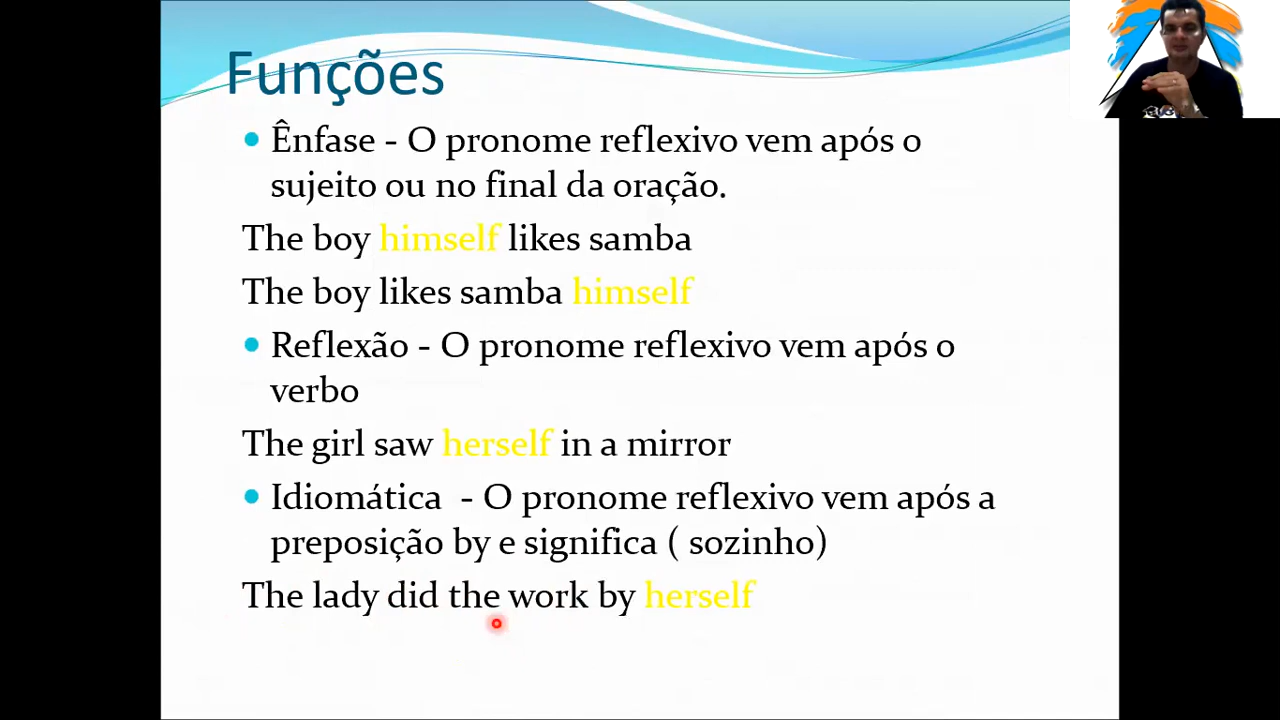 Funções
Ênfase - O pronome reflexivo vem após o
sujeito ou no final da oração.
The boy himself likes samba
The boy likes samba himself
Reflexão - O pronome reflexivo vem após o
verbo
The girl saw herself in a mirror
Idiomática - O pronome reflexivo vem após a
preposição by e significa ( sozinho)
The lady did the work by herself